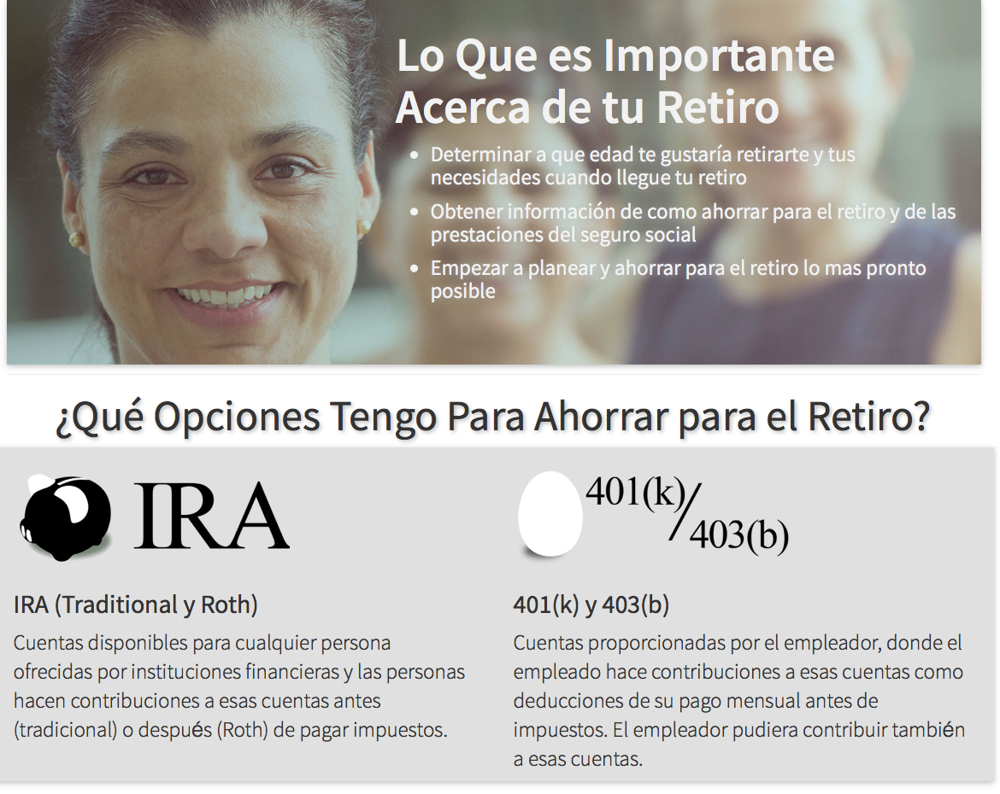 Lo Que es Importante
Acerca de tu Retiro
• Determinar a que edad te gustaría retirarte y tus
necesidades cuando llegue tu retiro
• Obtener información de como ahorrar para el retiro y de las
prestaciones del seguro social
• Empezar a planear y ahorrar para el retiro lo mas pronto
posible
¿Qué Opciones Tengo Para Ahorrar para el Retiro?
IRA
IRA (Traditional y Roth)
Cuentas disponibles para cualquier persona
ofrecidas por instituciones financieras y las personas
hacen contribuciones a esas cuentas antes
(tradicional) o después (Roth) de pagar impuestos.
401(k)/
403(b)
401(k) y 403(b)
Cuentas proporcionadas por el empleador, donde el
empleado hace contribuciones a esas cuentas como
deducciones de su pago mensual antes de
impuestos. El empleador pudiera contribuir también
a esas cuentas.